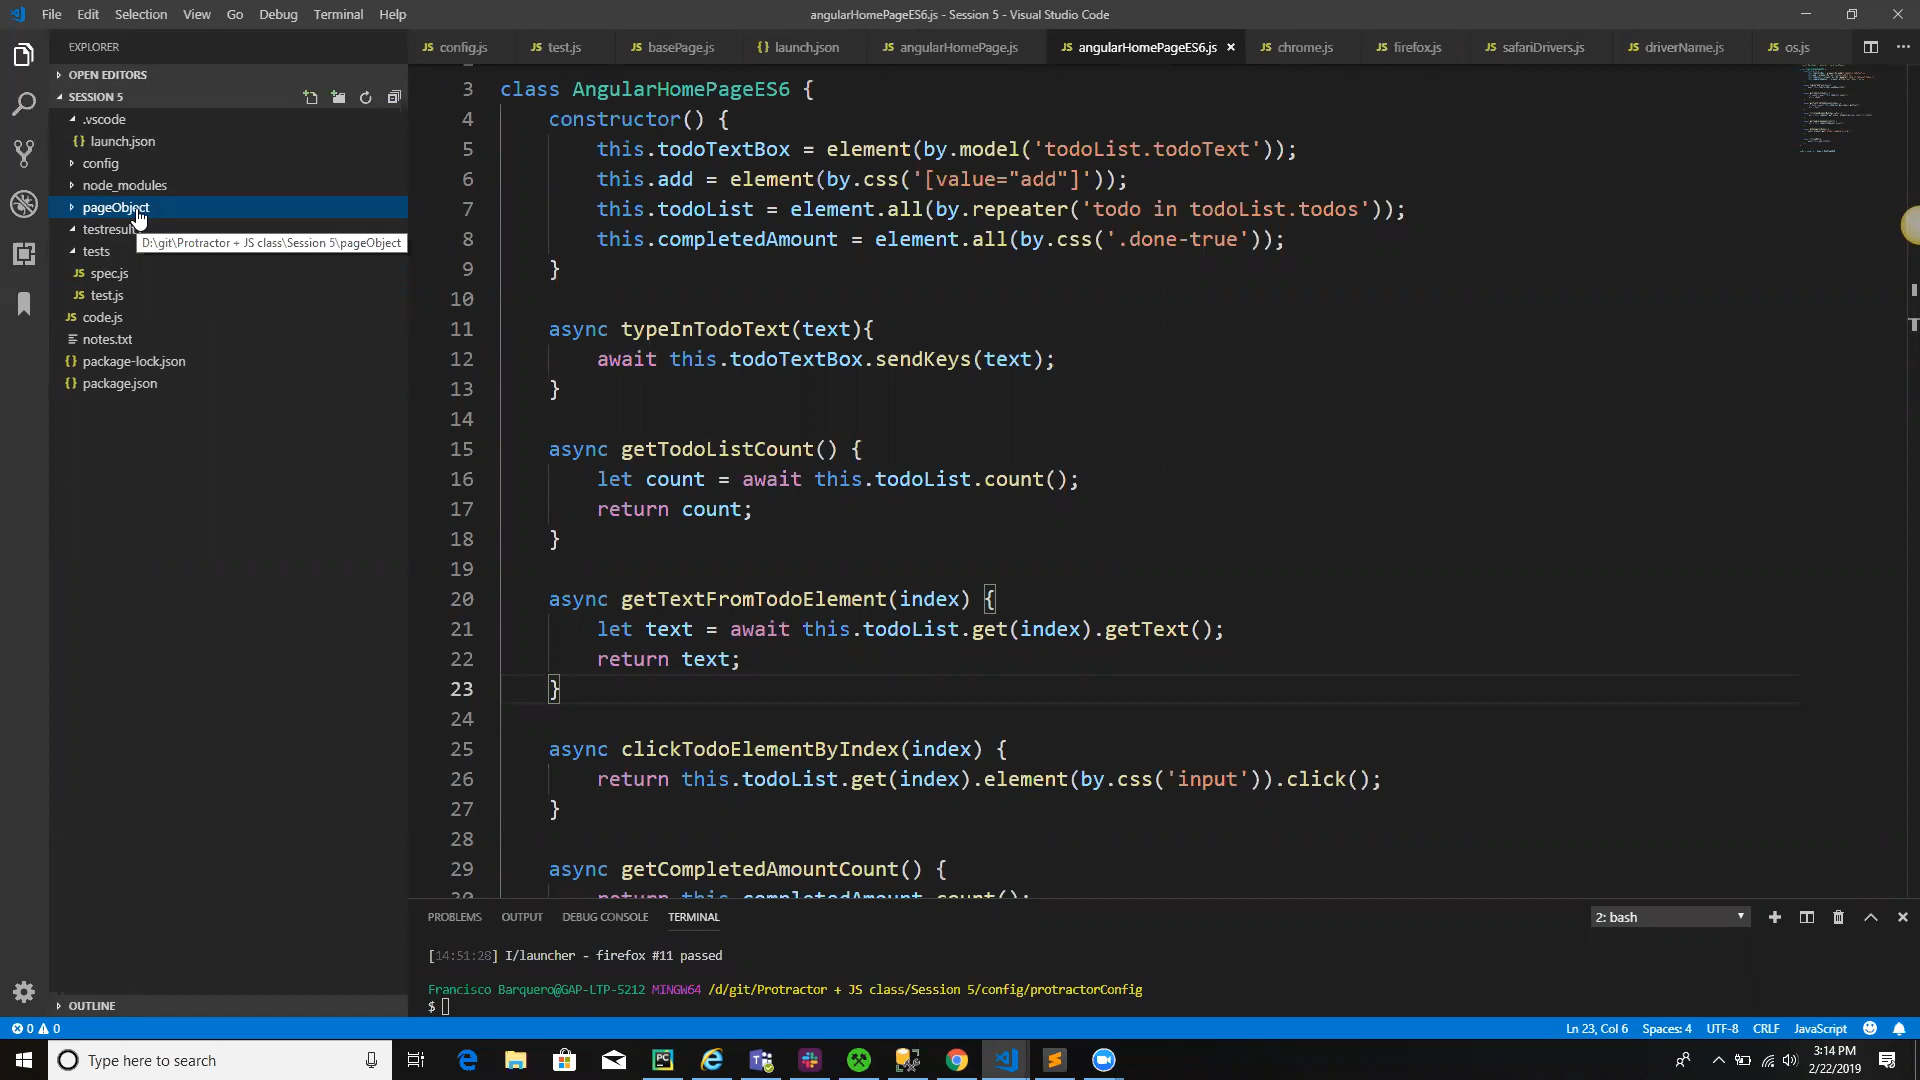 File Edit Selection View Go Debug Terminal Help
angularHomePageES6.js - Session 5 - Visual Studio Code
EXPLORER
OPEN EDITORS
SESSION 5
.vscode
launch.json
config
node_modules
pageObject
testresul
D:\git\Protractor + JS class\Session 5\pageObject
tests
JS spec.js
JS test.js
JS code.js
notes.txt
{} package-lock.json
{} package.json
OUTLINE
JS config.js JS test.js JS basePage.js {} launch.json JS angularHomePage.js JS angularHomePageES6.js JS chrome.js JS firefox.js JS safariDrivers.js JS driverName.js JS os.js
3 class AngularHomePageES6 {
4 constructor() {
5 this.todoTextBox = element(by.model('todoList.todoText'));
6 this.add = element(by.css('[value="add"]'));
7 this.todoList = element.all(by.repeater('todo in todoList.todos'));
8 this.completedAmount = element.all(by.css('.done-true'));
9 }
10
11 async typeInTodoText(text){
12 await this.todoTextBox.sendKeys(text);
13 }
14
15 async getTodoListCount() {
16 let count = await this.todoList.count();
17 return count;
18 }
19
20 async getTextFromTodoElement(index) {
21 let text = await this.todoList.get(index).getText();
22 return text;
23 }
24
25 async clickTodoElementByIndex(index) {
26 return this.todoList.get(index).element(by.css('input')).click();
27 }
28
29 async getCompletedAmountCount() {
30 return this.completedAmount.count();
PROBLEMS OUTPUT DEBUG CONSOLE TERMINAL
2: bash
[14:51:28] I/launcher - firefox #11 passed
Francisco Barquero@GAP-LTP-5212 MINGW64 /d/git/Protractor + JS class/Session 5/config/protractorConfig
$
0 0
Ln 23, Col 6 Spaces: 4 UTF-8 CRLF JavaScript
Type here to search
3:14 PM
2/22/2019